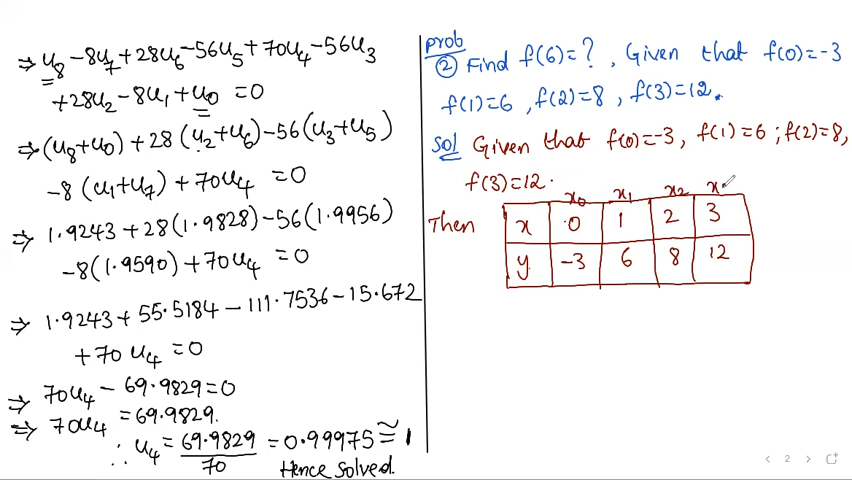 ⇒ u₈ - 8u₇ + 28u₆ - 56u₅ + 70u₄ - 56u₃
+ 28u₂ - 8u₁ + u₀ = 0
⇒ (u₈ + u₀) + 28(u₂ + u₆) - 56(u₃ + u₅)
- 8(u₁ + u₇) + 70u₄ = 0
⇒ 1.9243 + 28(1.9828) - 56(1.9956)
- 8(1.9590) + 70u₄ = 0
⇒ 1.9243 + 55.5184 - 111.7536 - 15.672
+ 70u₄ = 0
⇒ 70u₄ - 69.9829 = 0
⇒ 70u₄ = 69.9829.
∴ u₄ = 69.9829/70 = 0.99975 ≅ 1
Hence Solved.
prob
② Find f(6) = ? , Given that f(0) = -3
f(1) = 6 , f(2) = 8 , f(3) = 12.
Sol Given that f(0) = -3, f(1) = 6 ; f(2) = 8,
f(3) = 12.
x₀ x₁ x₂ x
Then x 0 1 2 3
y -3 6 8 12
2